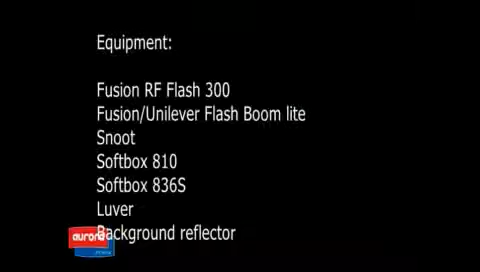 Equipment:
Fusion RF Flash 300
Fusion/Unilever Flash Boom lite
Snoot
Softbox 810
Softbox 836S
Luver
Background reflector
aurora